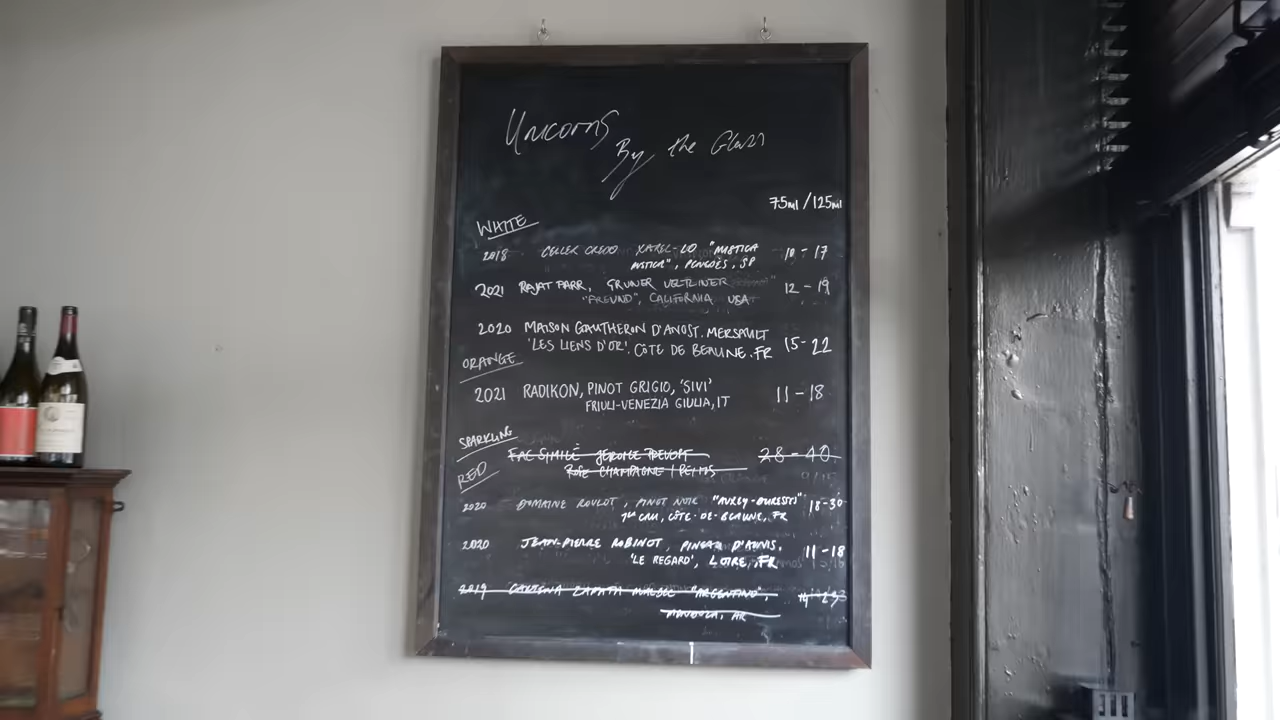 Unicorns
By the Glass
75ml/125ml
WHITE
2018 CELLER CREDO XAREL-LO "MISTICA 10-17
MISTICA", PENEDÈS, SP
2021 RAJAT PARR, GRUNER VELTLINER 12-19
"FREUND", CALIFORNIA USA
2020 MAISON GAUTHERON D'ANOST. MERSAULT
'LES LIENS D'OR'. CÔTE DE BEAUNE. FR 15-22
ORANGE
2021 RADIKON, PINOT GRIGIO, 'SIVI' 11-18
FRIULI-VENEZIA GIULIA, IT
SPARKLING
FAC SIMILÈ JEROME PREVOST 28-40
ROSE CHAMPAGNE / REIMS
RED
2020 DOMAINE ROULOT, PINOT NOIR "AUXEY-DURESSES" 18-30
1er CRU, CÔTE-DE-BEAUNE, FR
2020 JEAN-PIERRE ROBINOT, PINEAU D'AUNIS, 11-18
'LE REGARD', LOIRE, FR
2019 CATENA ZAPATA MALBEC "ARGENTINO",
MENDOZA, AR